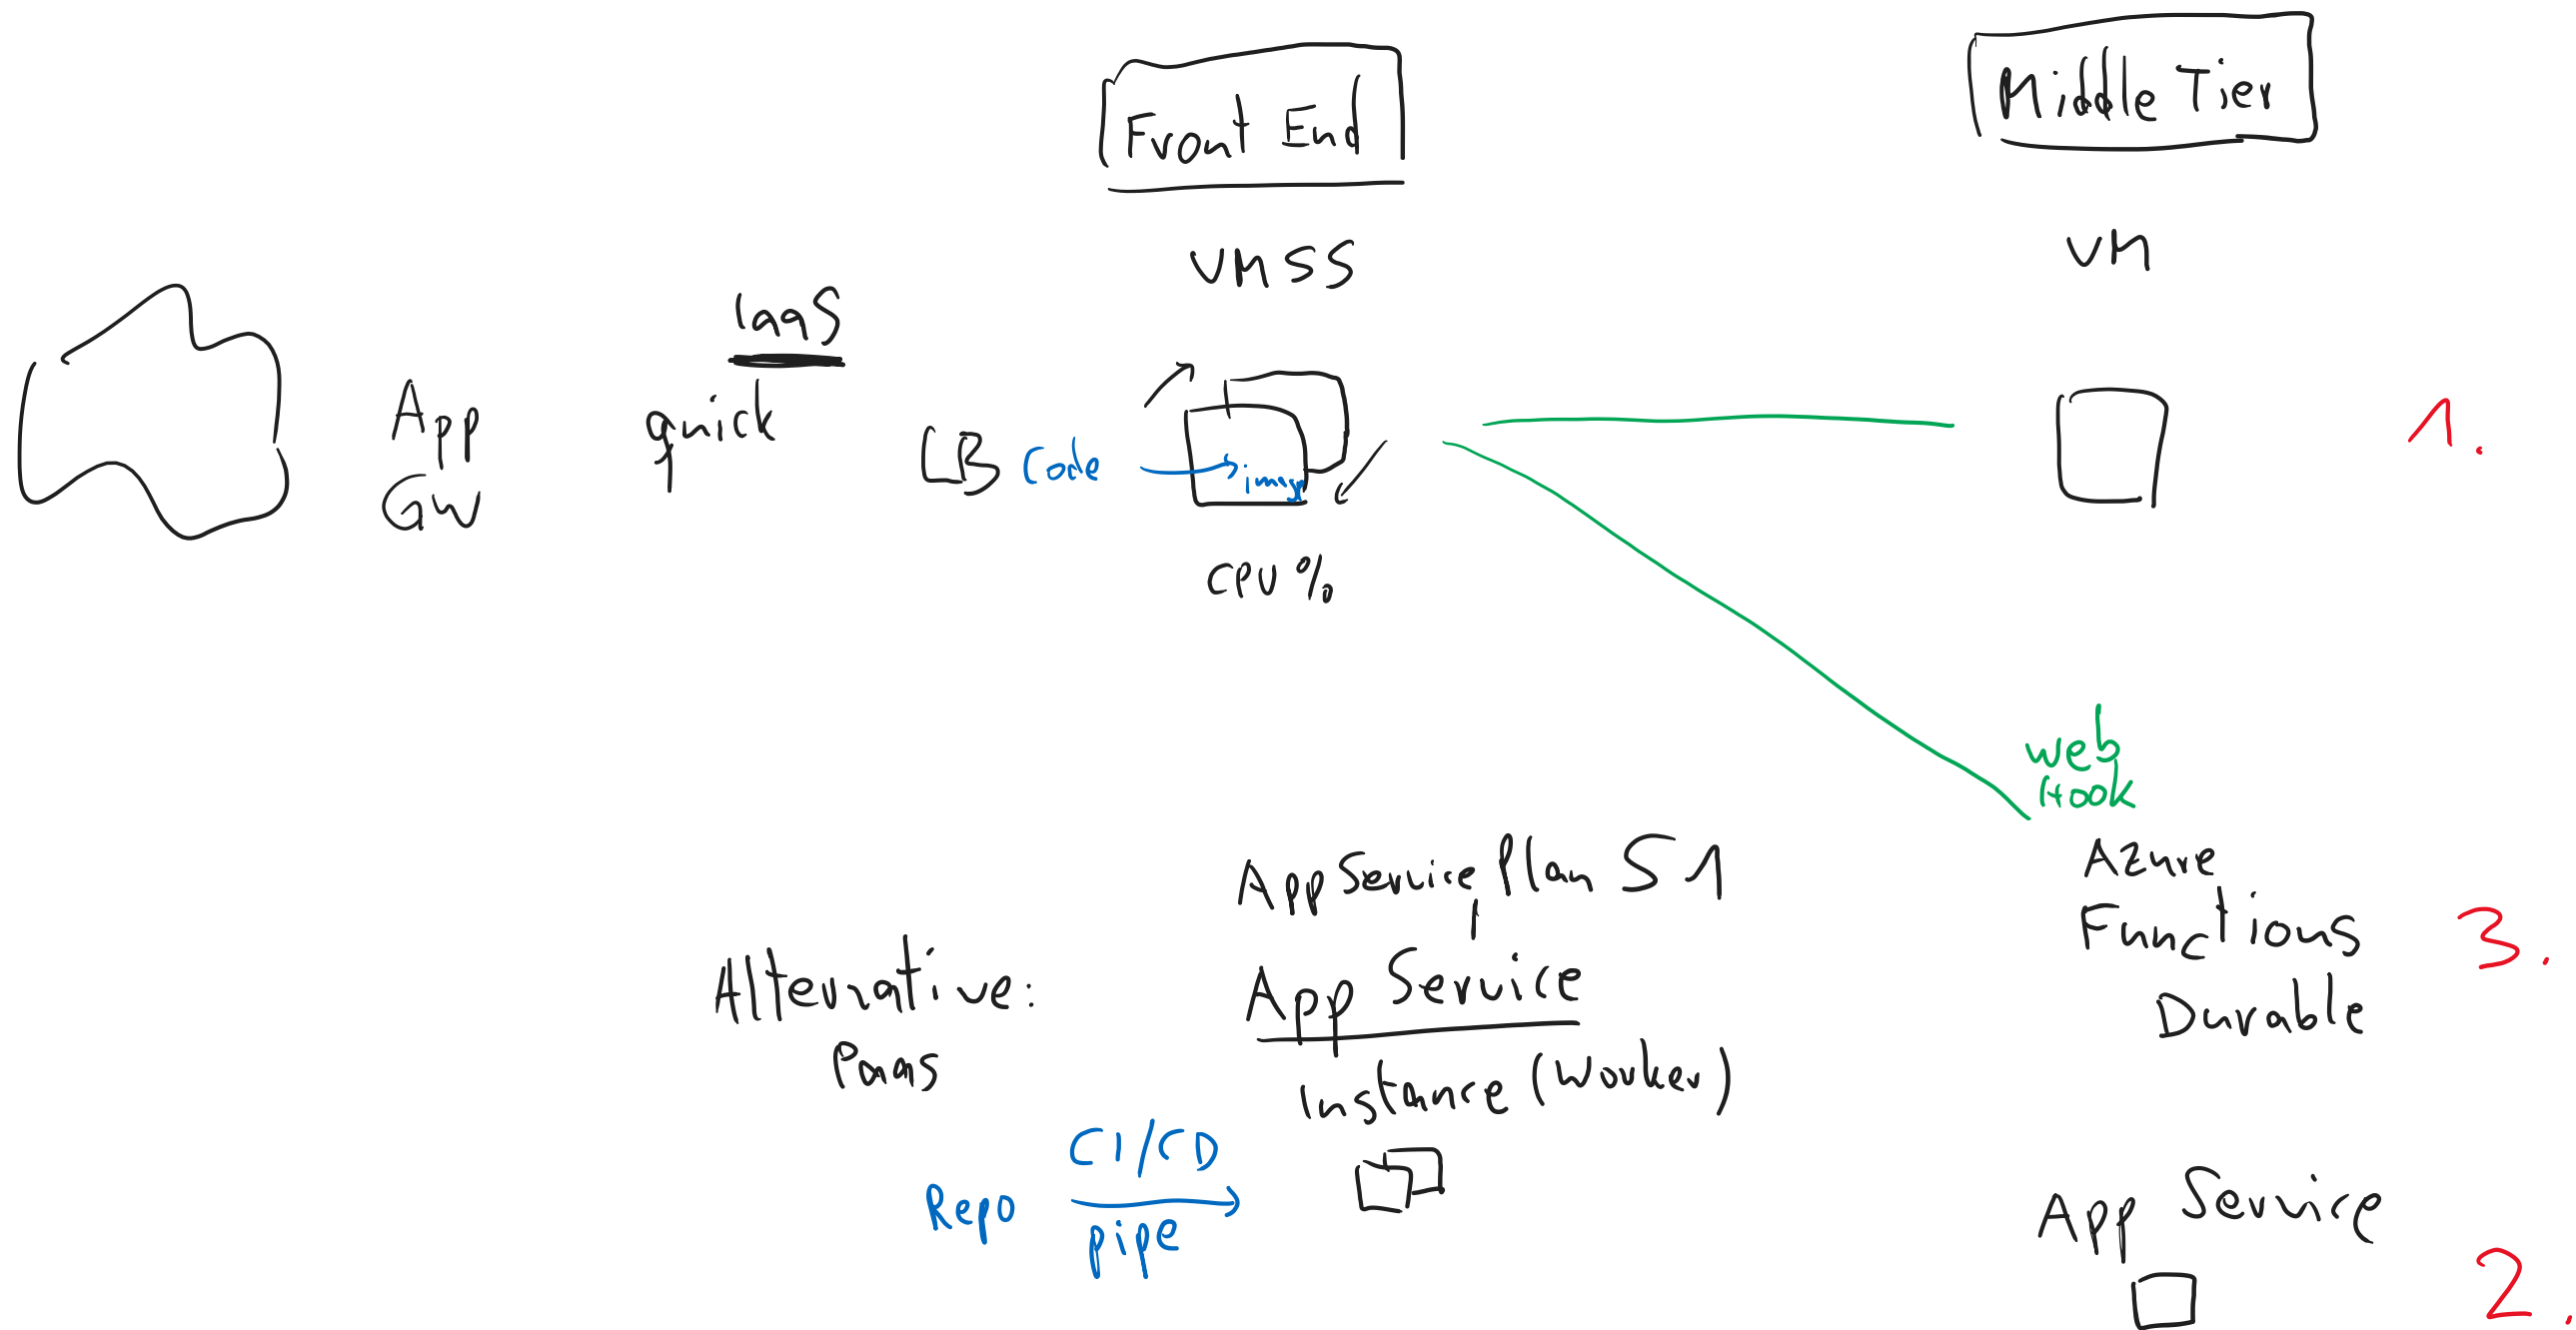 Front End
Middle Tier
VMSS
VM
IaaS
quick
App
GW
LB
Code
image
1.
CPU %
web
Hook
App Service Plan S1
Azure
Functions
3.
Durable
Alternative:
Paas
App Service
Instance (Worker)
CI/CD
Repo
pipe
App Service
2.